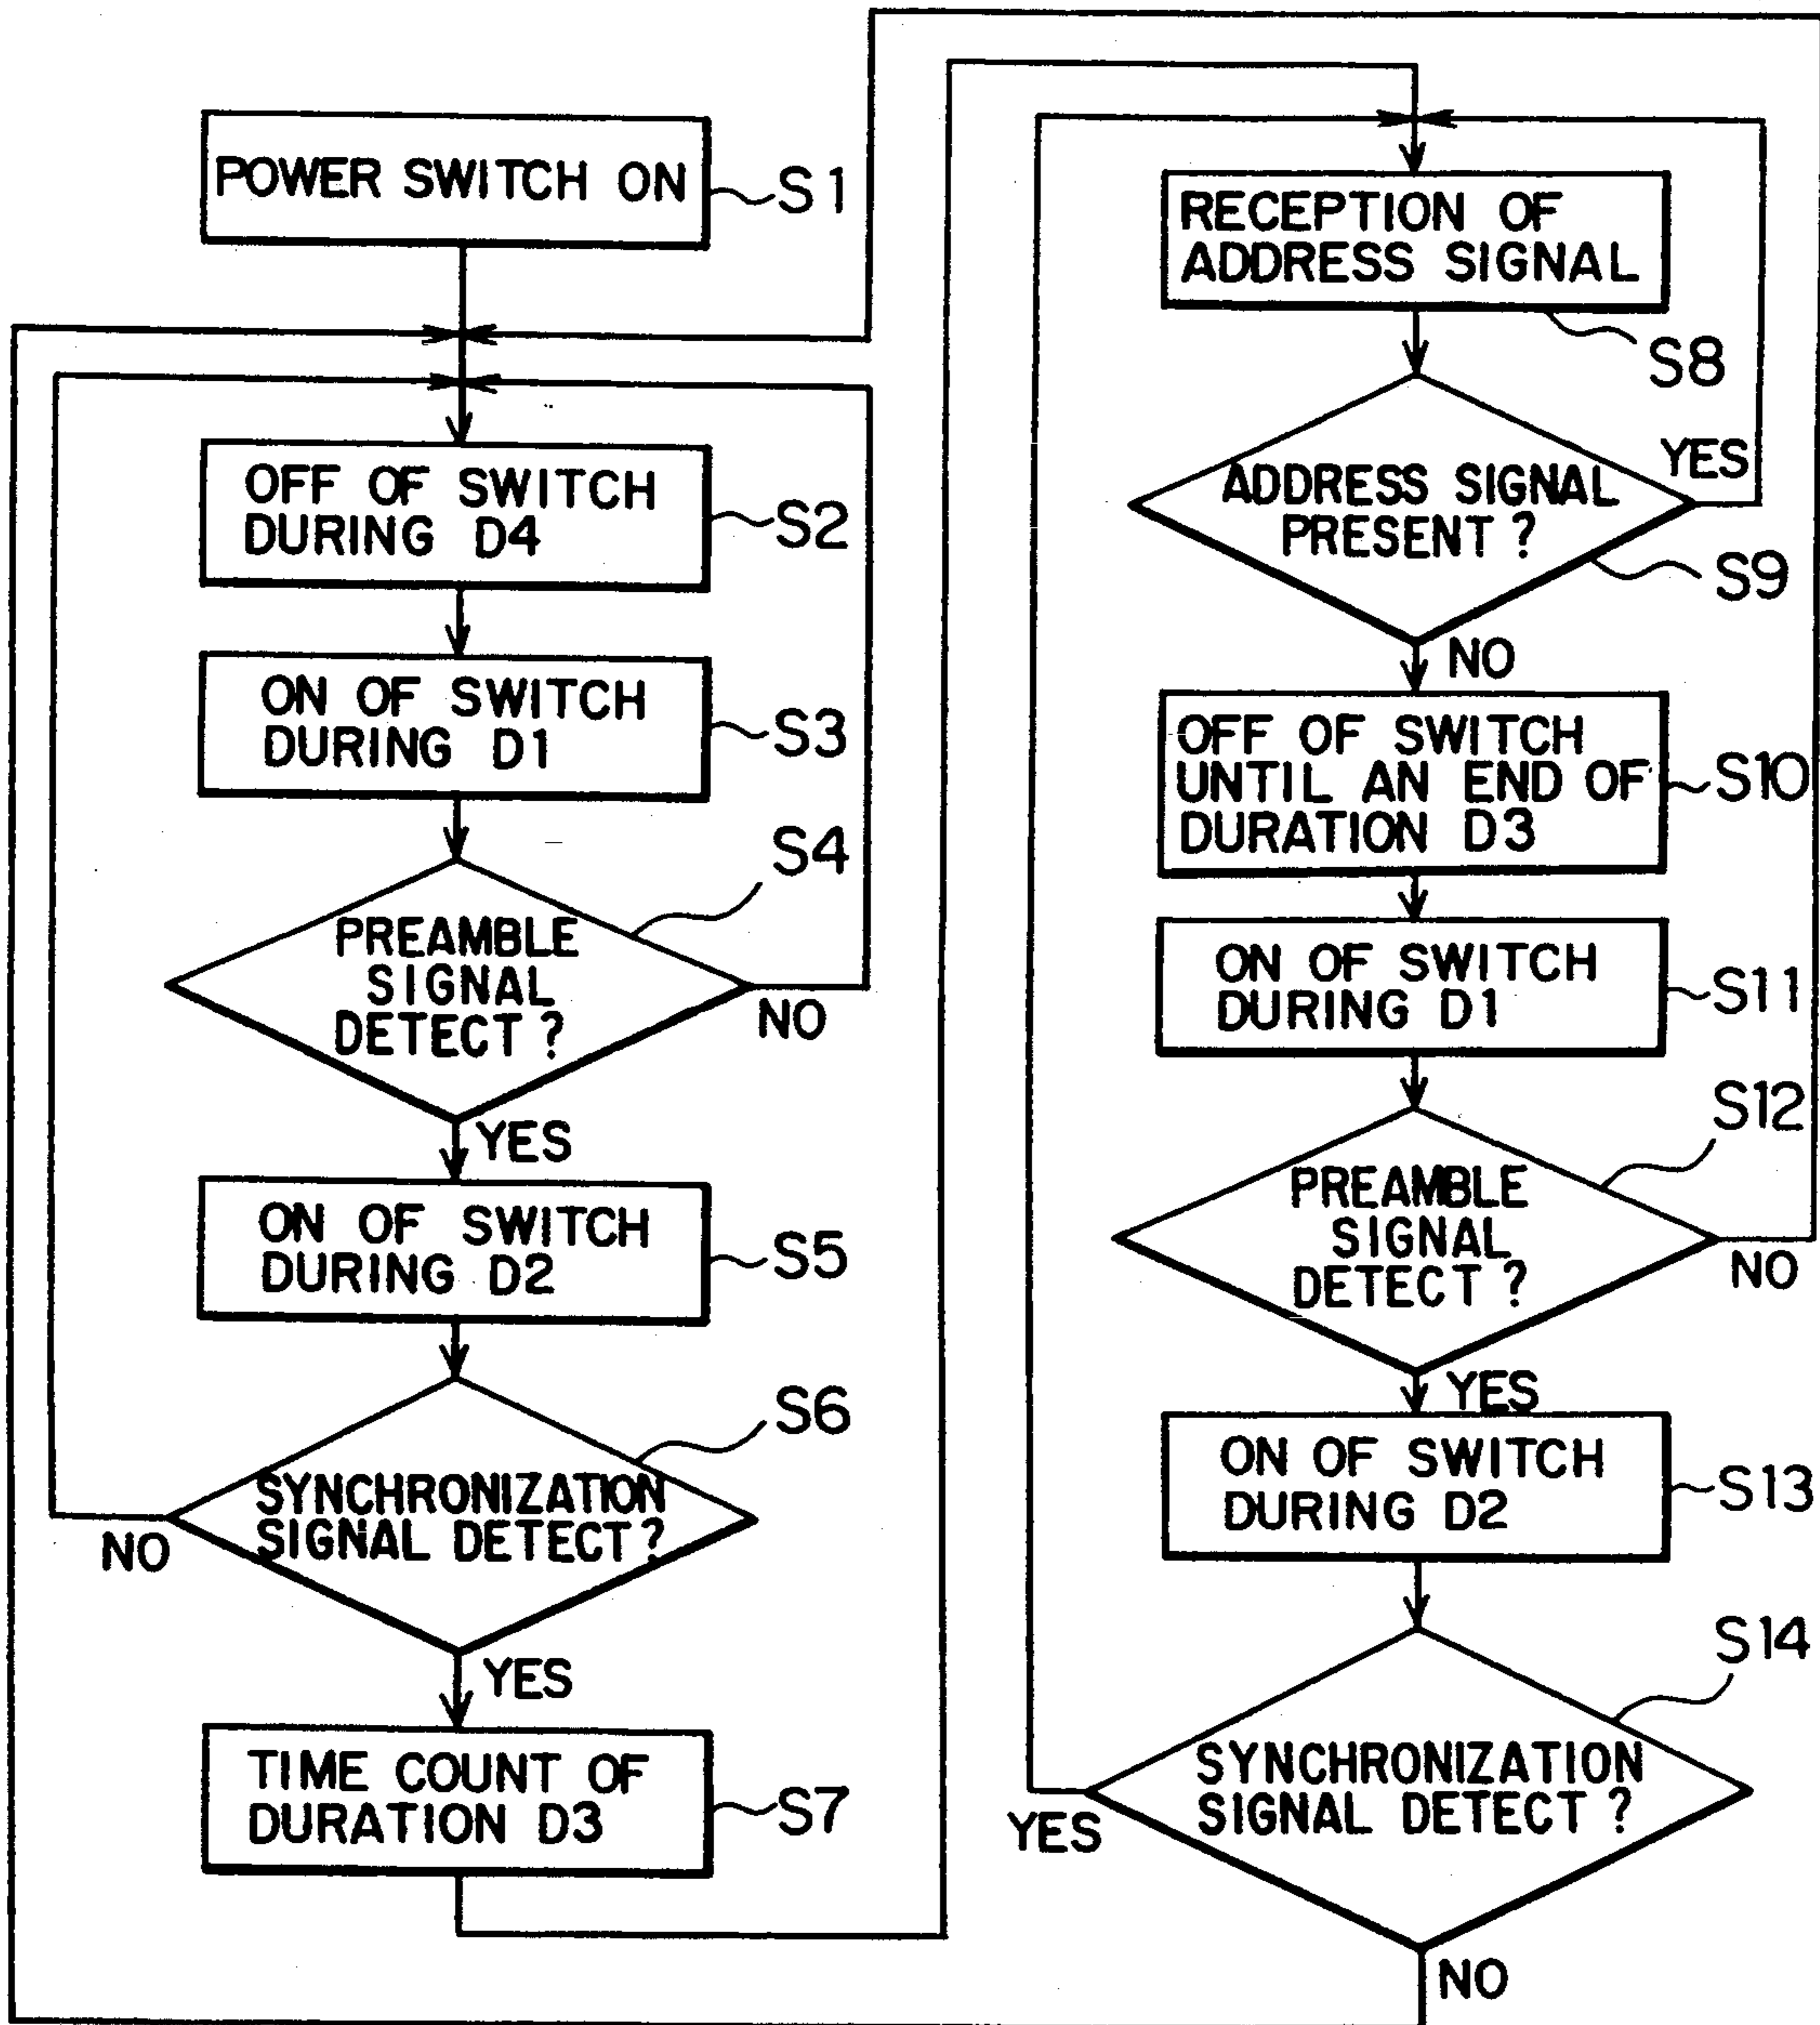 POWER SWITCH ON
S1
OFF OF SWITCH
DURING D4
S2
ON OF SWITCH
DURING D1
S3
S4
PREAMBLE
SIGNAL
DETECT ?
NO
YES
ON OF SWITCH
DURING D2
S5
S6
SYNCHRONIZATION
SIGNAL DETECT ?
NO
YES
TIME COUNT OF
DURATION D3
S7
RECEPTION OF
ADDRESS SIGNAL
S8
ADDRESS SIGNAL
PRESENT ?
YES
S9
NO
OFF OF SWITCH
UNTIL AN END OF
DURATION D3
S10
ON OF SWITCH
DURING D1
S11
S12
PREAMBLE
SIGNAL
DETECT ?
NO
YES
ON OF SWITCH
DURING D2
S13
S14
SYNCHRONIZATION
SIGNAL DETECT ?
YES
NO